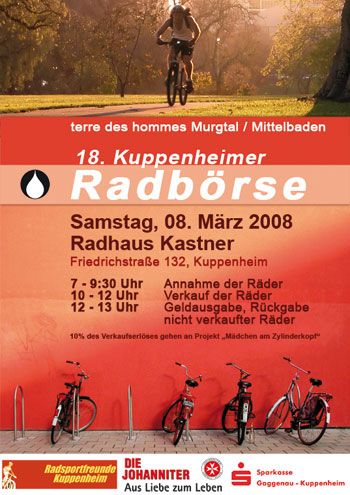 terre des hommes Murgtal / Mittelbaden
18. Kuppenheimer
Radbörse
Samstag, 08. März 2008
Radhaus Kastner
Friedrichstraße 132, Kuppenheim
7 - 9:30 Uhr Annahme der Räder
10 - 12 Uhr Verkauf der Räder
12 - 13 Uhr Geldausgabe, Rückgabe
nicht verkaufter Räder
10% des Verkaufserlöses gehen an Projekt „Mädchen am Zylinderkopf“
Radsportfreunde
Kuppenheim
DIE
JOHANNITER
Aus Liebe zum Leben
Sparkasse
Gaggenau - Kuppenheim